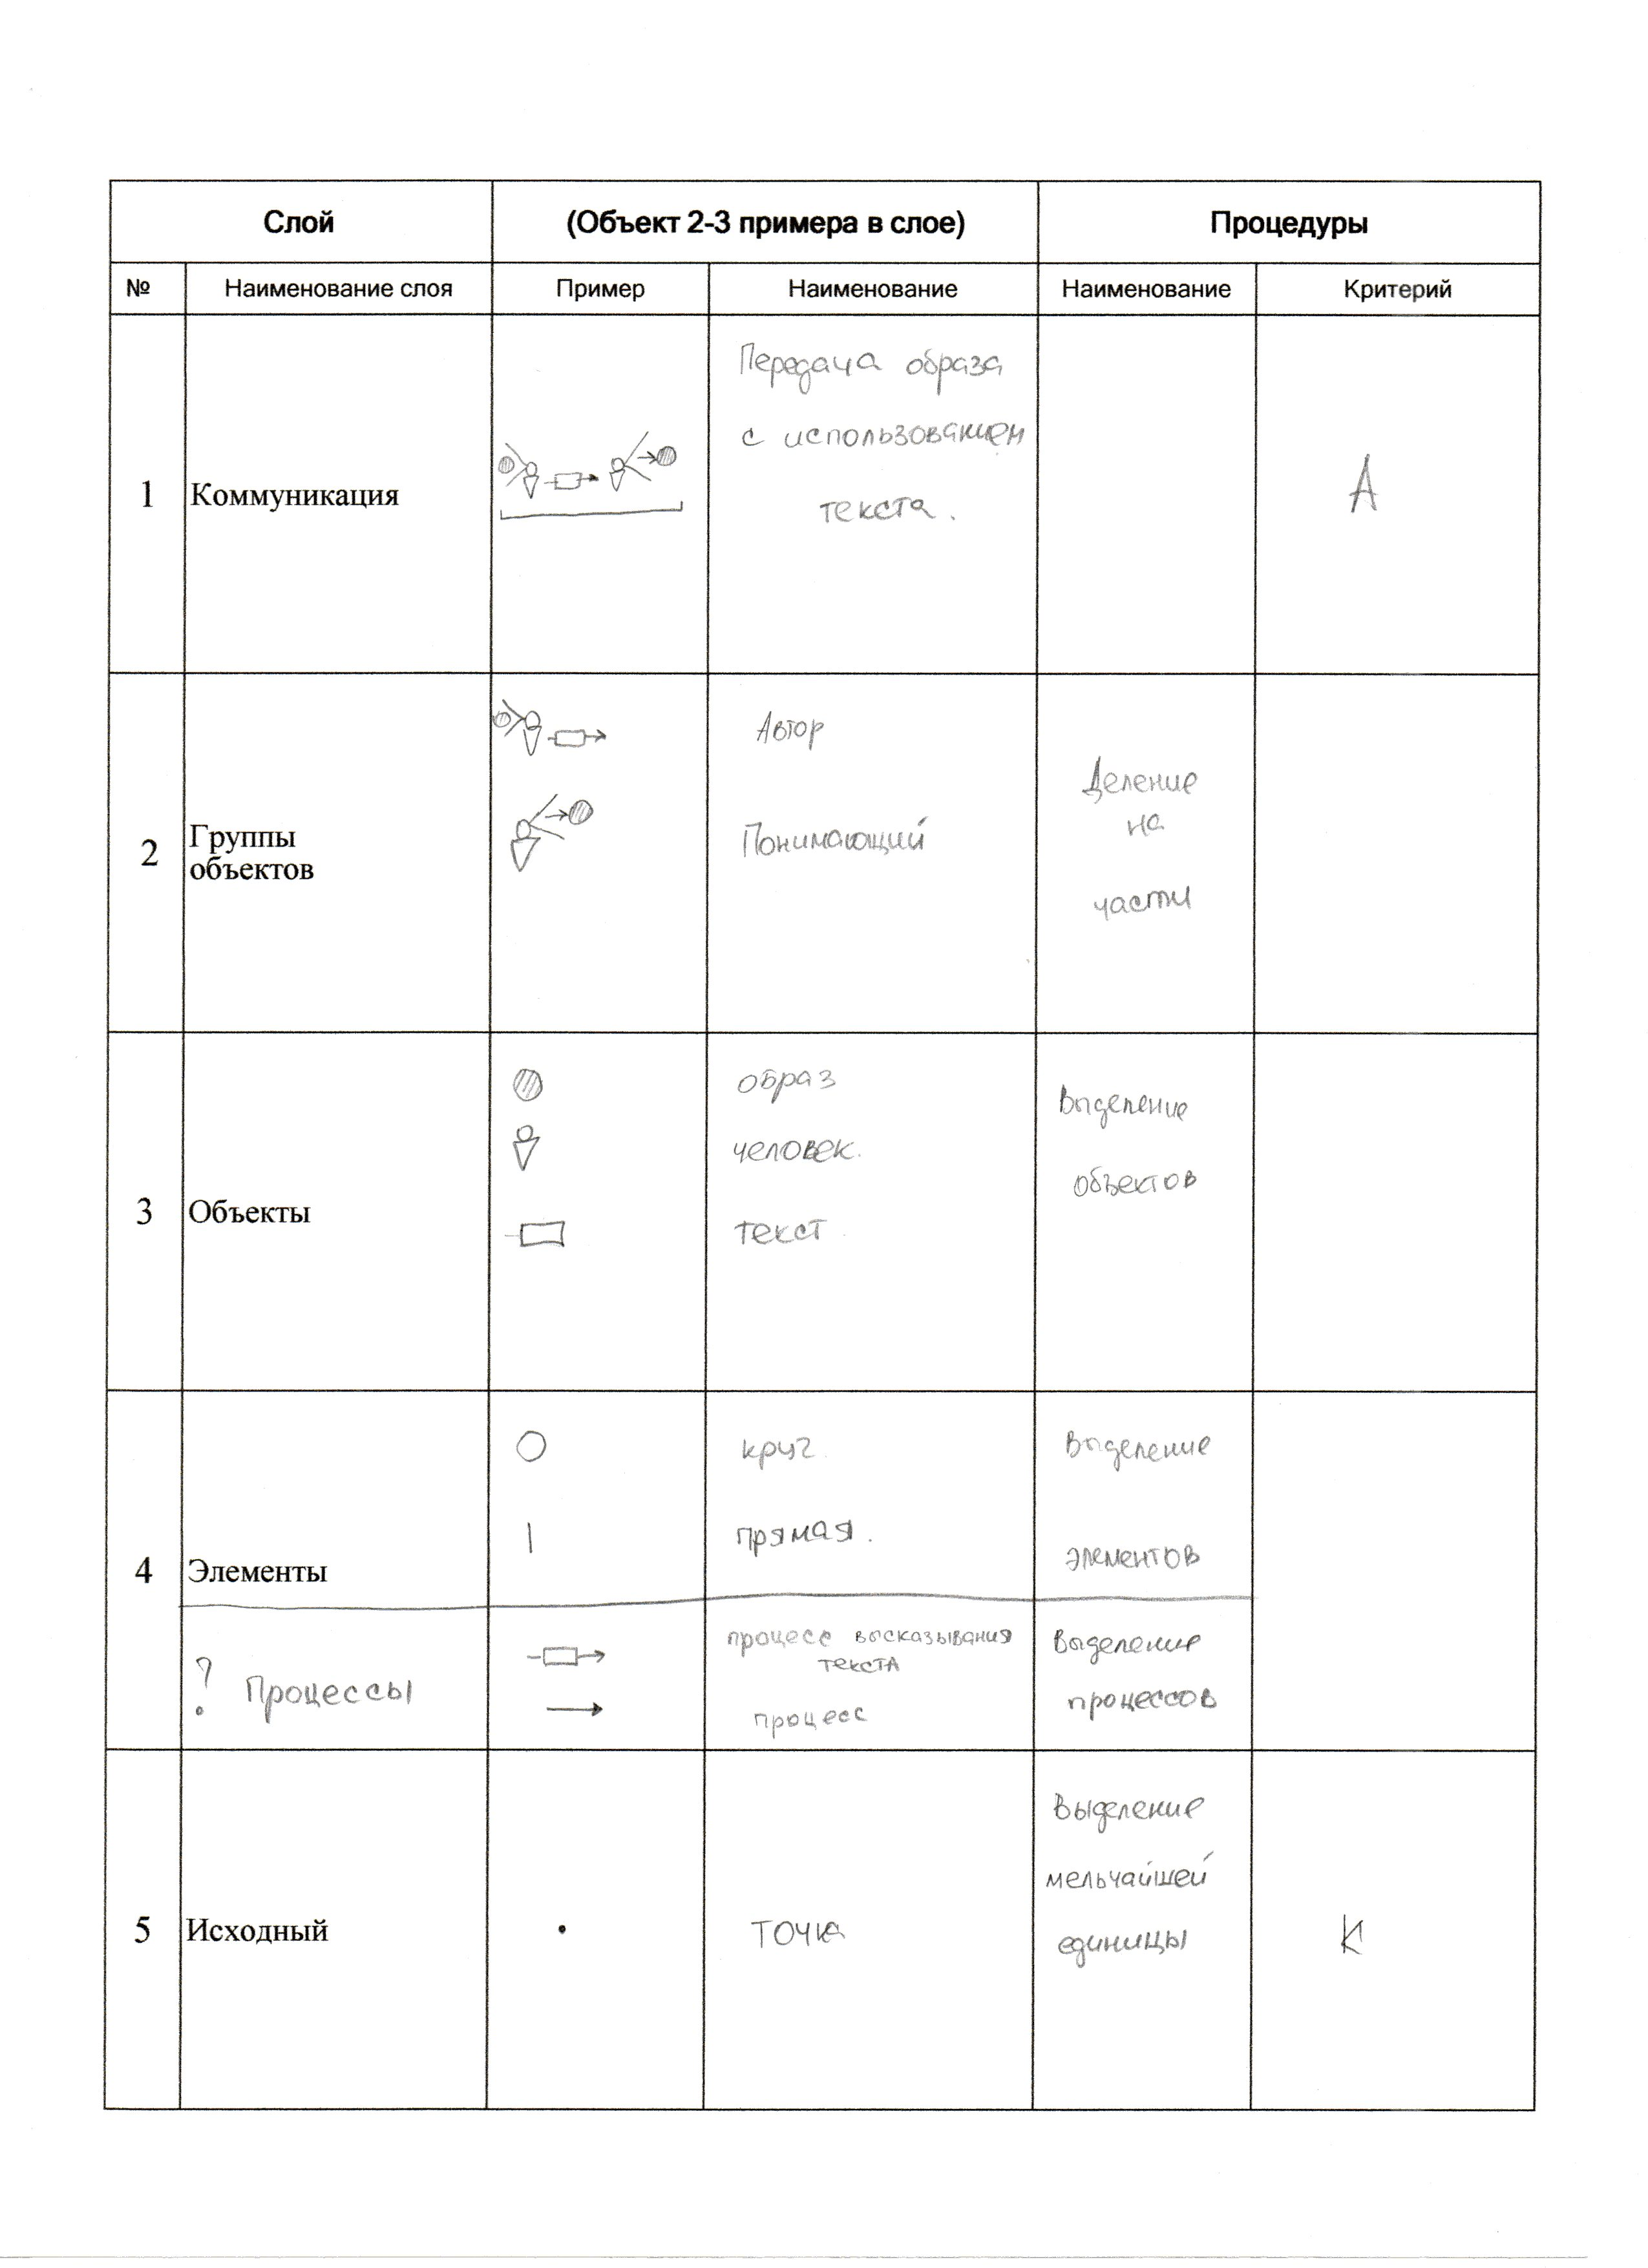 Слой (Объект 2-3 примера в слое) Процедуры
№ Наименование слоя Пример Наименование Наименование Критерий
Передача образа
с использованием
текста.
1 Коммуникация А
Автор
Понимающий
Деление
на
части
2 Группы
объектов
образ
человек.
текст
Выделение
объектов
3 Объекты
круг.
прямая.
Выделение
элементов
4 Элементы
? Процессы
процесс высказывания
текста
процесс
Выделение
процессов
Выделение
мельчайшей
единицы
5 Исходный точка К